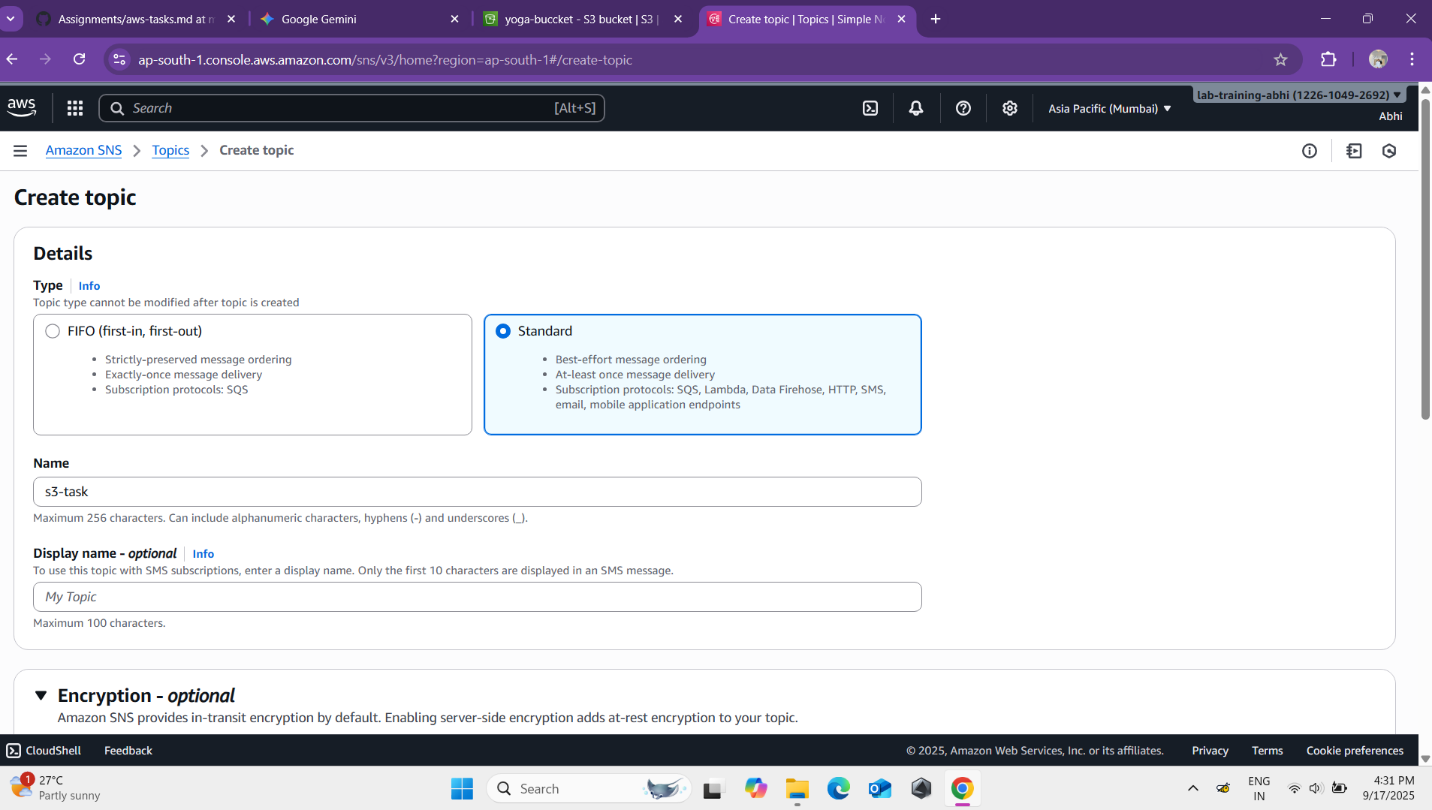 Assignments/aws-tasks.md at m
Google Gemini
yoga-buccket - S3 bucket | S3 |
Create topic | Topics | Simple No
ap-south-1.console.aws.amazon.com/sns/v3/home?region=ap-south-1#/create-topic
aws
Search
[Alt+S]
Asia Pacific (Mumbai)
lab-training-abhi (1226-1049-2692)
Abhi
Amazon SNS
Topics
Create topic
Create topic
Details
Type
Info
Topic type cannot be modified after topic is created
FIFO (first-in, first-out)
Strictly-preserved message ordering
Exactly-once message delivery
Subscription protocols: SQS
Standard
Best-effort message ordering
At-least once message delivery
Subscription protocols: SQS, Lambda, Data Firehose, HTTP, SMS,
email, mobile application endpoints
Name
s3-task
Maximum 256 characters. Can include alphanumeric characters, hyphens (-) and underscores (_).
Display name - optional
Info
To use this topic with SMS subscriptions, enter a display name. Only the first 10 characters are displayed in an SMS message.
My Topic
Maximum 100 characters.
Encryption - optional
Amazon SNS provides in-transit encryption by default. Enabling server-side encryption adds at-rest encryption to your topic.
CloudShell
Feedback
© 2025, Amazon Web Services, Inc. or its affiliates.
Privacy
Terms
Cookie preferences
1
27°C
Partly sunny
Search
ENG
IN
4:31 PM
9/17/2025